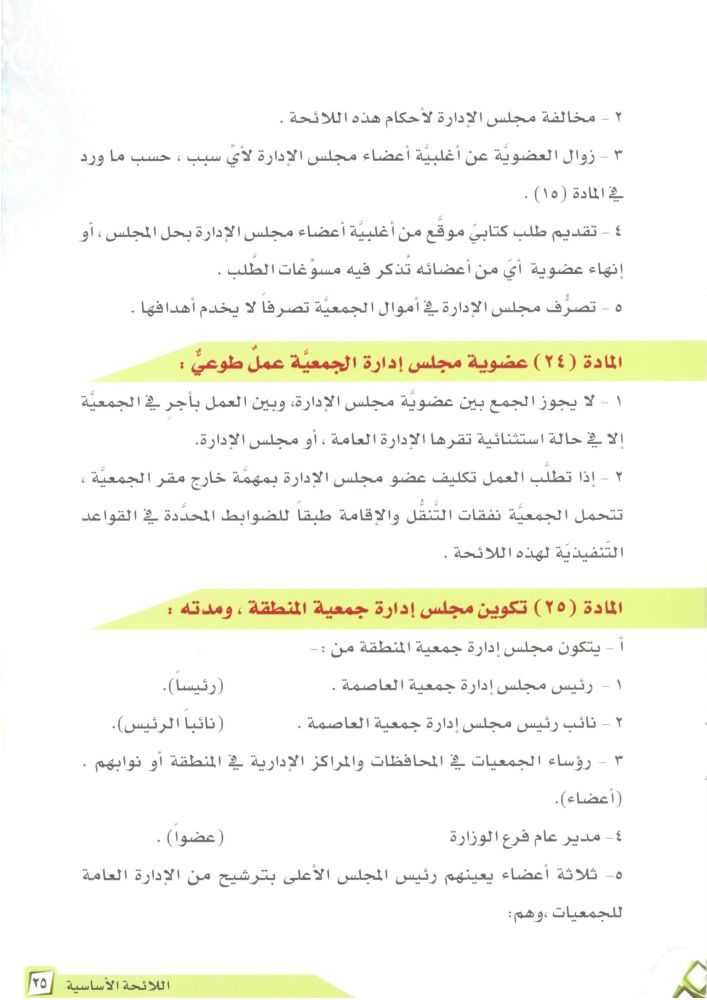 ٢ - مخالفة مجلس الإدارة لأحكام هذه اللائحة .
٣ - زوال العضويَّة عن أغلبيَّة أعضاء مجلس الإدارة لأيِّ سبب ، حسب ما ورد
في المادة (١٥) .
٤ - تقديم طلب كتابيَ موقَّع من أغلبيَّة أعضاء مجلس الإدارة بحل المجلس ، أو
إنهاء عضوية أيَ من أعضائه تُذكر فيه مسوِّغات الطَّلب .
٥ - تصرُّف مجلس الإدارة في أموال الجمعيَّة تصرفاً لا يخدم أهدافها .
المادة (٢٤) عضوية مجلس إدارة الجمعيَّة عملٌ طوعيٌّ :
١ - لا يجوز الجمع بين عضويَّة مجلس الإدارة، وبين العمل بأجرٍ في الجمعيَّة
إلا في حالة استثنائية تقرها الإدارة العامة ، أو مجلس الإدارة.
٢ - إذا تطلَّب العمل تكليف عضو مجلس الإدارة بمهمَّة خارج مقر الجمعيَّة ،
تتحمل الجمعيَّة نفقات التَّنقُّل والإقامة طبقاً للضوابط المحدَّدة في القواعد
التَنفيذيَة لهذه اللائحة .
المادة (٢٥) تكوين مجلس إدارة جمعية المنطقة ، ومدته :
أ - يتكون مجلس إدارة جمعية المنطقة من :-
١ - رئيس مجلس إدارة جمعية العاصمة . (رئيساً).
٢ - نائب رئيس مجلس إدارة جمعية العاصمة . (نائباً الرئيس).
٣ - رؤساء الجمعيات في المحافظات والمراكز الإدارية في المنطقة أو نوابهم .
(أعضاء).
٤- مدير عام فرع الوزارة (عضواً) .
٥- ثلاثة أعضاء يعينهم رئيس المجلس الأعلى بترشيح من الإدارة العامة
للجمعيات ،وهم:
اللائحة الأساسية ٢٥